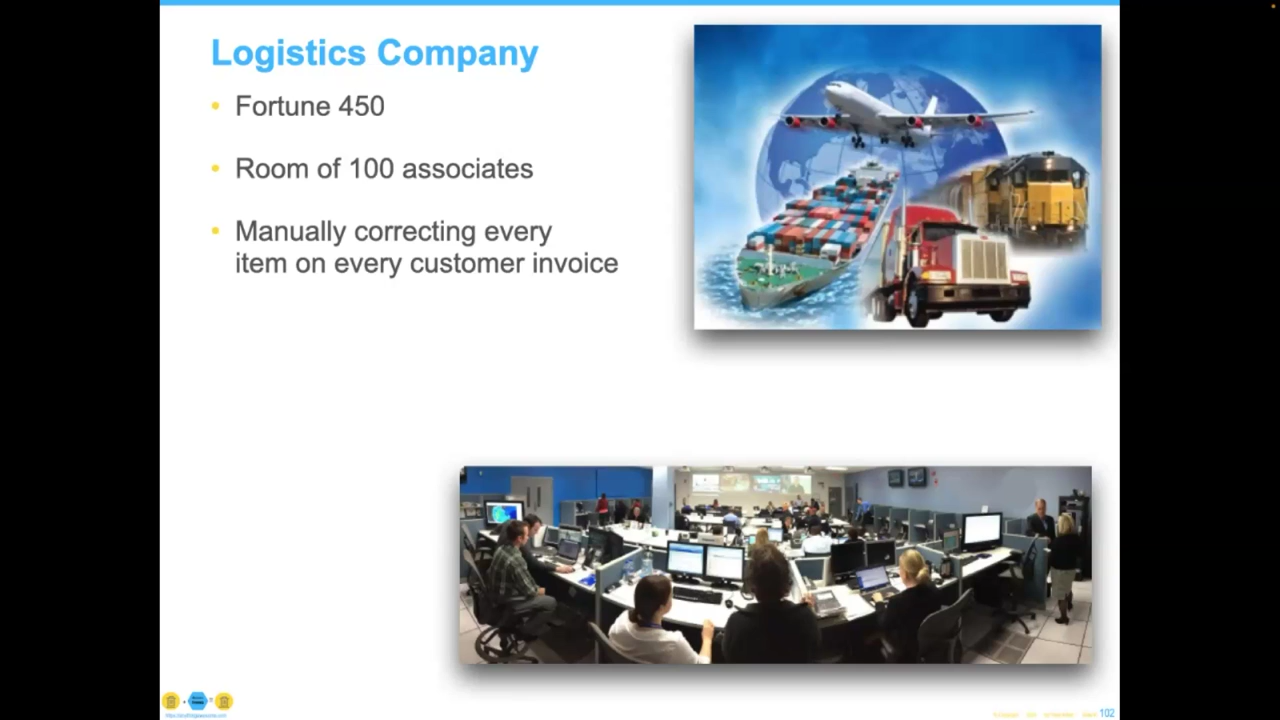 Logistics Company
Fortune 450
Room of 100 associates
Manually correcting every
item on every customer invoice
102